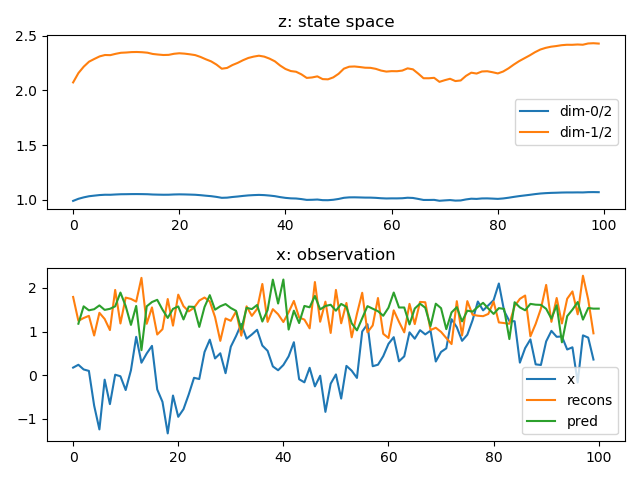 z: state space
2.5
2.0
1.5
1.0
dim-0/2
dim-1/2
0 20 40 60 80 100
x: observation
2
1
0
−1
x
recons
pred
0 20 40 60 80 100